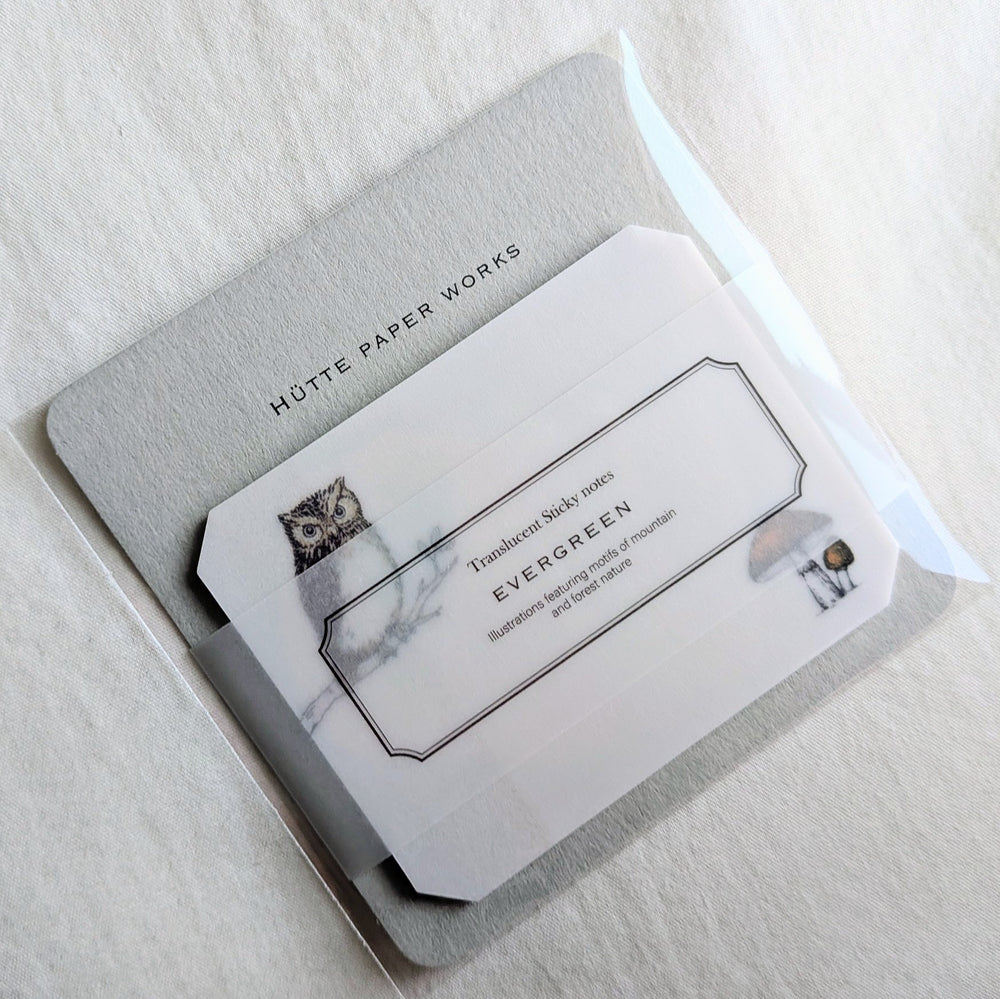 HÜTTE PAPER WORKS
Translucent Sticky notes
EVERGREEN
Illustrations featuring motifs of mountain
and forest nature